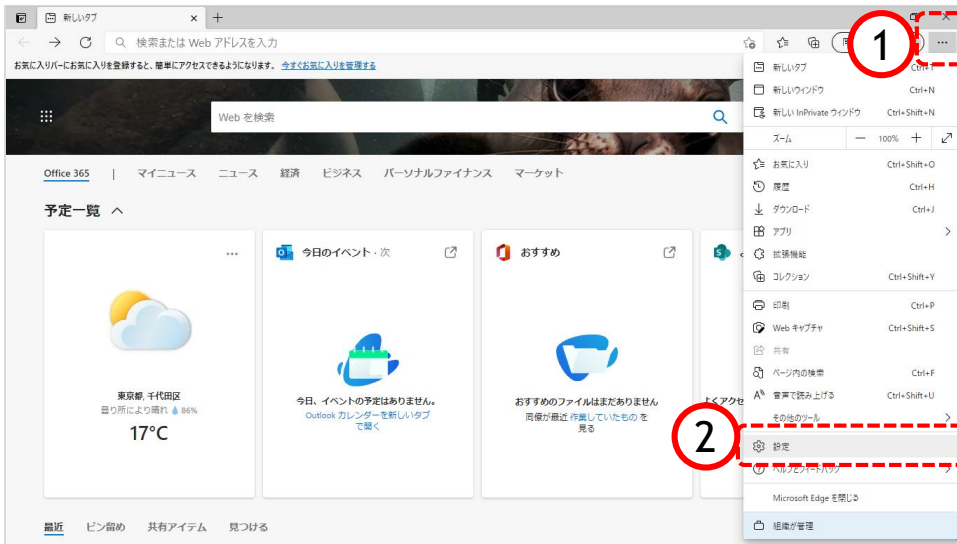 新しいタブ
検索または Web アドレスを入力
1
お気に入りバーにお気に入りを登録すると、簡単にアクセスできるようになります。 今すぐお気に入りを管理する
新しいタブ Ctrl+T
新しいウィンドウ Ctrl+N
新しい InPrivate ウィンドウ Ctrl+Shift+N
ズーム 100%
お気に入り Ctrl+Shift+O
履歴 Ctrl+H
ダウンロード Ctrl+J
アプリ
拡張機能
コレクション Ctrl+Shift+Y
印刷 Ctrl+P
Web キャプチャ Ctrl+Shift+S
共有
ページ内の検索 Ctrl+F
音声で読み上げる Ctrl+Shift+U
その他のツール
2
設定
ヘルプとフィードバック
Microsoft Edge を閉じる
組織が管理
Web を検索
Office 365 | マイニュース ニュース 経済 ビジネス パーソナルファイナンス マーケット
予定一覧
東京都, 千代田区
曇り所により晴れ 86%
17°C
今日のイベント · 次
今日、イベントの予定はありません。
Outlook カレンダーを新しいタブ
で開く
おすすめ
おすすめのファイルはまだありません
同僚が最近 作業していたもの を
見る
よくアクセ
最近 ピン留め 共有アイテム 見つける